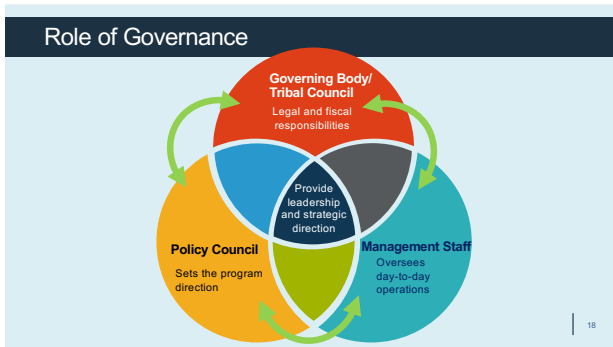 Role of Governance
Governing Body/
Tribal Council
Legal and fiscal
responsibilities
Provide
leadership
and strategic
direction
Policy Council
Sets the program
direction
Management Staff
Oversees
day-to-day
operations
18